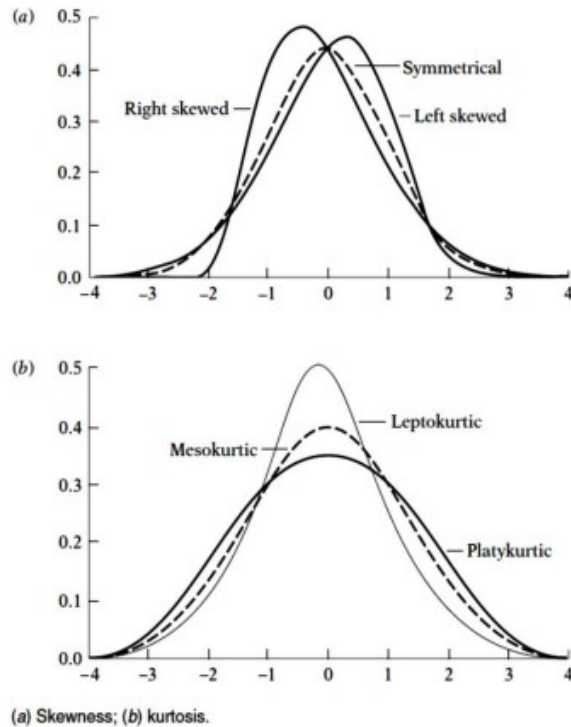 (a)
0.5
0.4
0.3
0.2
0.1
0.0
Symmetrical
Right skewed
Left skewed
–4 –3 –2 –1 0 1 2 3 4
(b)
0.5
0.4
0.3
0.2
0.1
0.0
Leptokurtic
Mesokurtic
Platykurtic
–4 –3 –2 –1 0 1 2 3 4
(a) Skewness; (b) kurtosis.